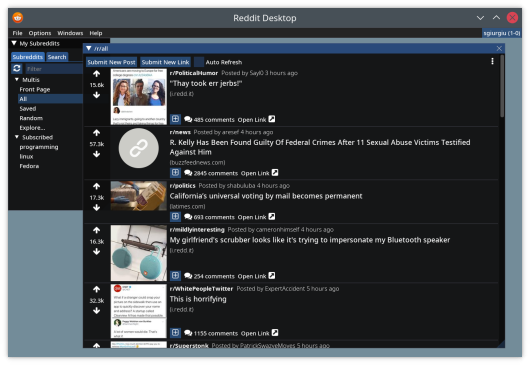 Reddit Desktop
File Options Windows Help
sgiurgiu (1-0)
My Subreddits
Subreddits Search
Filter
Multis
Front Page
All
Saved
Random
Explore...
Subscribed
programming
linux
Fedora
/r/all
Submit New Post Submit New Link Auto Refresh
15.6k
r/PoliticalHumor Posted by Sayl0 3 hours ago
"Thay took err jerbs!"
(i.redd.it)
485 comments Open Link
57.3k
r/news Posted by aresef 4 hours ago
R. Kelly Has Been Found Guilty Of Federal Crimes After 11 Sexual Abuse Victims Testified
Against Him
(buzzfeednews.com)
2845 comments Open Link
17.3k
r/politics Posted by shabuluba 4 hours ago
California's universal voting by mail becomes permanent
(latimes.com)
693 comments Open Link
16.3k
r/mildlyinteresting Posted by cameronhimself 4 hours ago
My girlfriend's scrubber looks like it's trying to impersonate my Bluetooth speaker
(i.redd.it)
254 comments Open Link
32.3k
r/WhitePeopleTwitter Posted by ExpertAccident 5 hours ago
This is horrifying
(i.redd.it)
1155 comments Open Link
r/Superstonk Posted by PatrickSwazyeMoves 5 hours ago